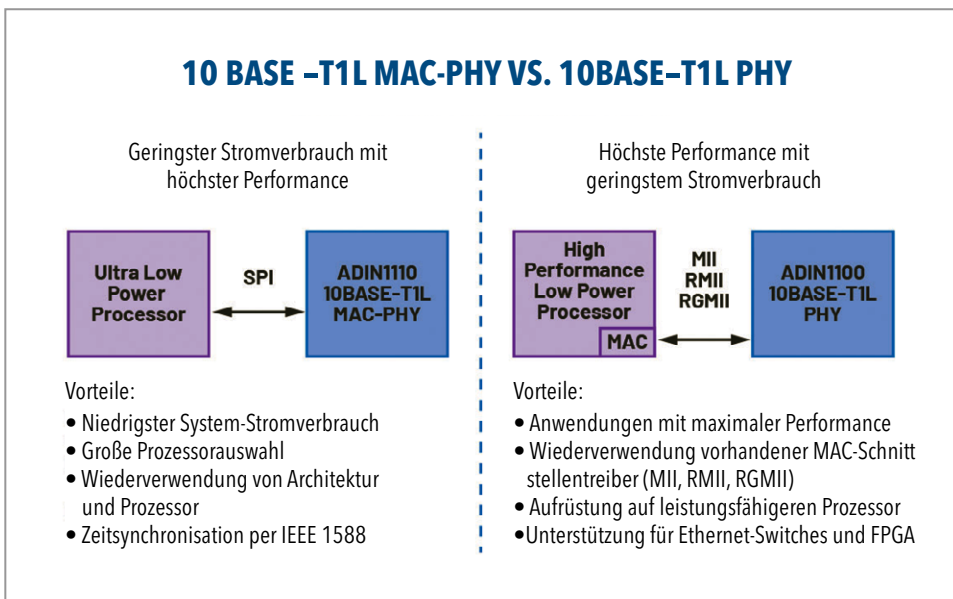 10 BASE –T1L MAC-PHY VS. 10BASE–T1L PHY
Geringster Stromverbrauch mit
höchster Performance
Ultra Low
Power
Processor
SPI
ADIN1110
10BASE-T1L
MAC-PHY
Vorteile:
• Niedrigster System-Stromverbrauch
• Große Prozessorauswahl
• Wiederverwendung von Architektur
und Prozessor
• Zeitsynchronisation per IEEE 1588
Höchste Performance mit
geringstem Stromverbrauch
High
Performance
Low Power
Processor
MAC
MII
RMII
RGMII
ADIN1100
10BASE-T1L
PHY
Vorteile:
• Anwendungen mit maximaler Performance
• Wiederverwendung vorhandener MAC-Schnitt
stellentreiber (MII, RMII, RGMII)
• Aufrüstung auf leistungsfähigeren Prozessor
•Unterstützung für Ethernet-Switches und FPGA